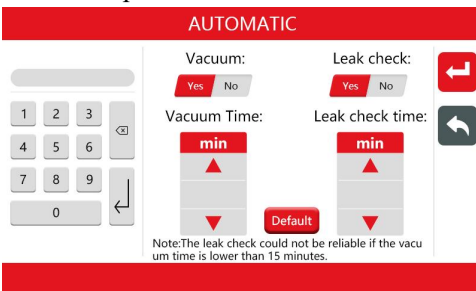 AUTOMATIC
Vacuum:
Leak check:
Yes No
Yes No
Vacuum Time:
Leak check time:
1 2 3
4 5 6
7 8 9
0
min
min
Default
Note:The leak check could not be reliable if the vacu
um time is lower than 15 minutes.